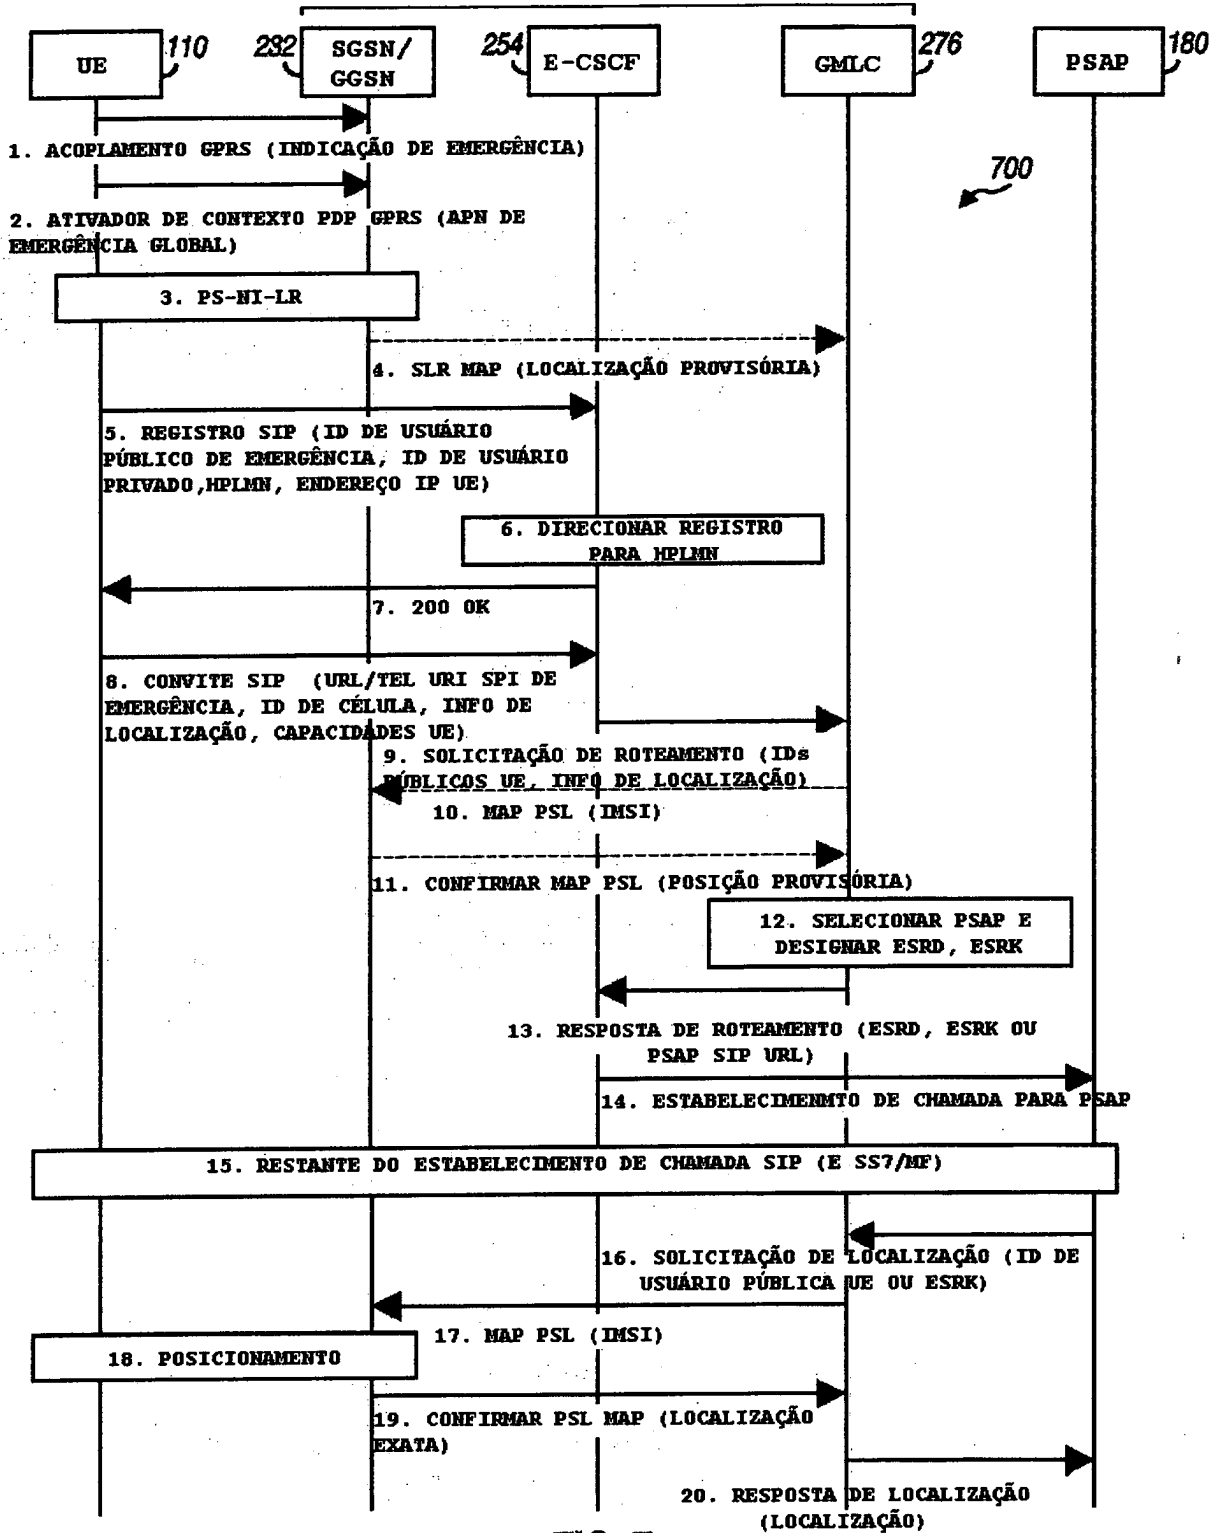 UE
110
232
SGSN/
GGSN
254
E-CSCF
GMLC
276
PSAP
180
1. ACOPLAMENTO GPRS (INDICAÇÃO DE EMERGÊNCIA)
700
2. ATIVADOR DE CONTEXTO PDP GPRS (APN DE
EMERGÊNCIA GLOBAL)
3. PS-NI-LR
4. SLR MAP (LOCALIZAÇÃO PROVISÓRIA)
5. REGISTRO SIP (ID DE USUÁRIO
PÚBLICO DE EMERGÊNCIA, ID DE USUÁRIO
PRIVADO,HPLMN, ENDEREÇO IP UE)
6. DIRECIONAR REGISTRO
PARA HPLMN
7. 200 OK
8. CONVITE SIP (URL/TEL URI SPI DE
EMERGÊNCIA, ID DE CÉLULA, INFO DE
LOCALIZAÇÃO, CAPACIDADES UE)
9. SOLICITAÇÃO DE ROTEAMENTO (IDs
PÚBLICOS UE, INFO DE LOCALIZAÇÃO)
10. MAP PSL (IMSI)
11. CONFIRMAR MAP PSL (POSIÇÃO PROVISÓRIA)
12. SELECIONAR PSAP E
DESIGNAR ESRD, ESRK
13. RESPOSTA DE ROTEAMENTO (ESRD, ESRK OU
PSAP SIP URL)
14. ESTABELECIMENMTO DE CHAMADA PARA PSAP
15. RESTANTE DO ESTABELECIMENTO DE CHAMADA SIP (E SS7/MF)
16. SOLICITAÇÃO DE LOCALIZAÇÃO (ID DE
USUÁRIO PÚBLICA UE OU ESRK)
17. MAP PSL (IMSI)
18. POSICIONAMENTO
19. CONFIRMAR PSL MAP (LOCALIZAÇÃO
EXATA)
20. RESPOSTA DE LOCALIZAÇÃO
(LOCALIZAÇÃO)